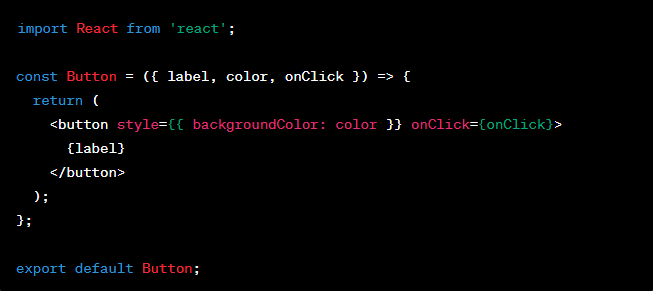 import React from 'react';
const Button = ({ label, color, onClick }) => {
return (
<button style={{ backgroundColor: color }} onClick={onClick}>
{label}
</button>
);
};
export default Button;